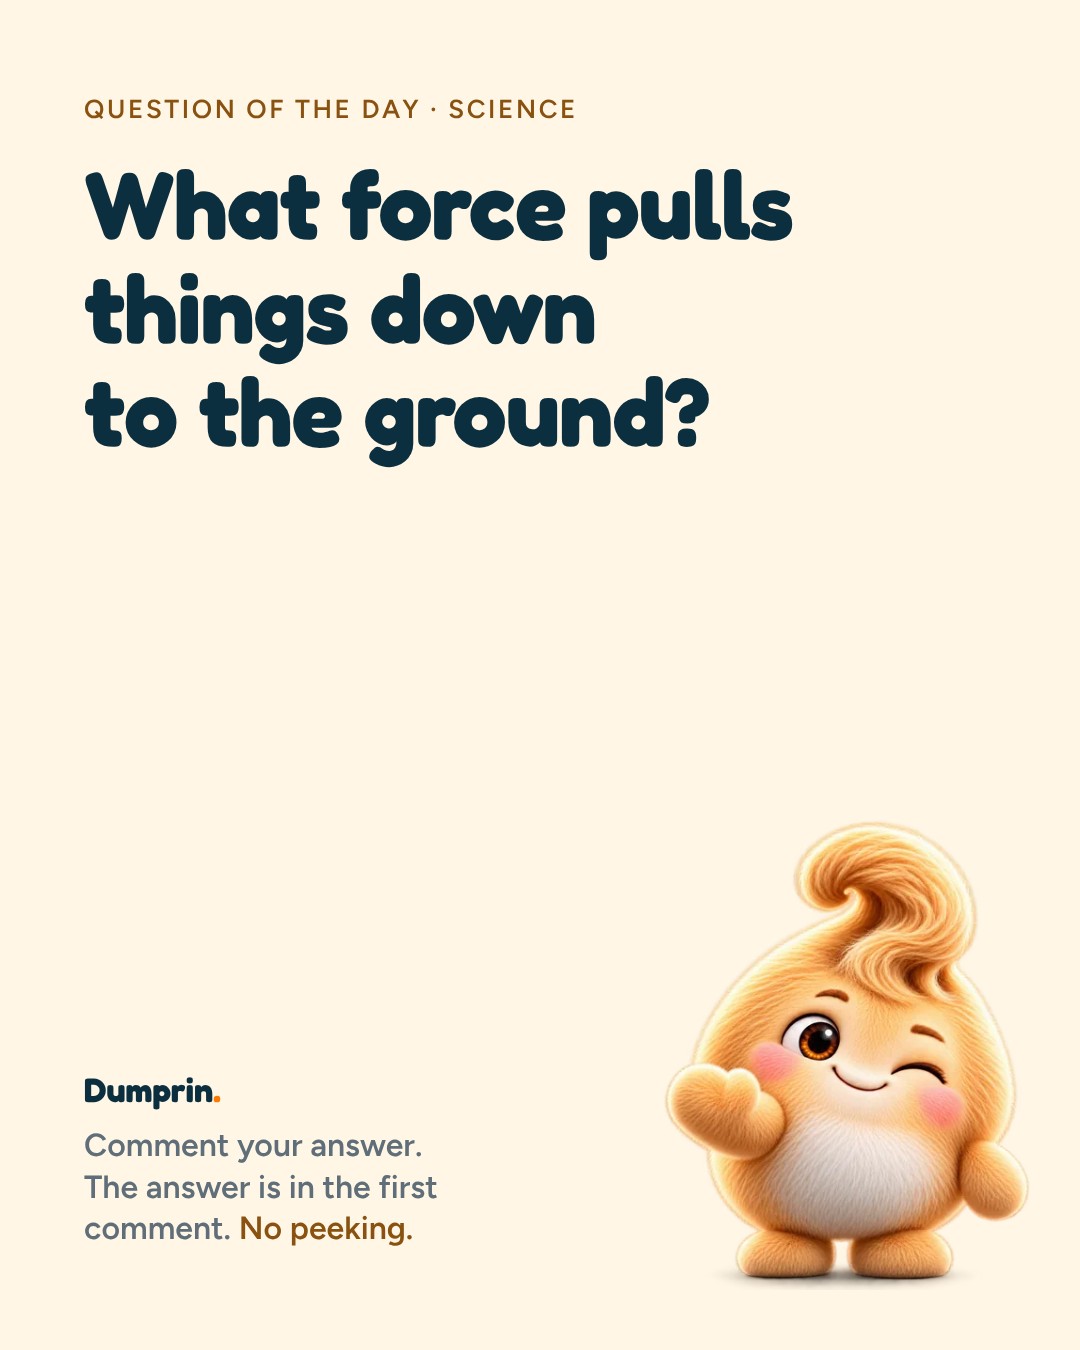 QUESTION OF THE DAY · SCIENCE
What force pulls
things down
to the ground?
Dumprin.
Comment your answer.
The answer is in the first
comment. No peeking.